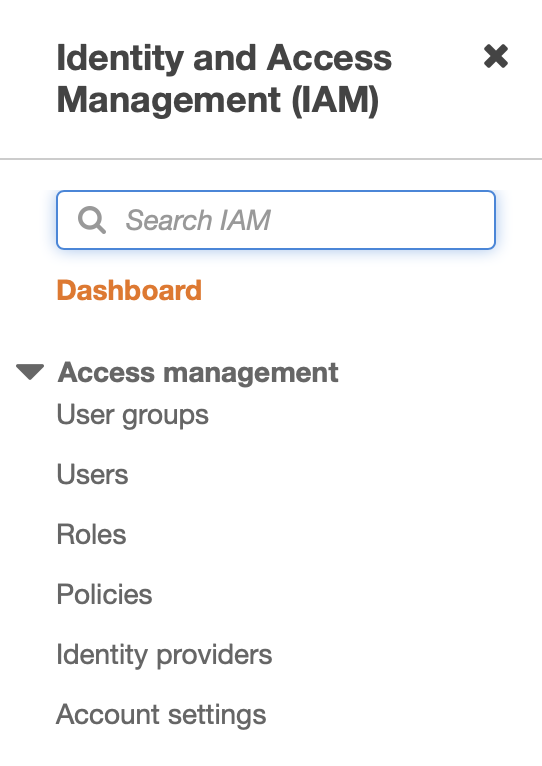 Identity and Access
Management (IAM)
Search IAM
Dashboard
Access management
User groups
Users
Roles
Policies
Identity providers
Account settings